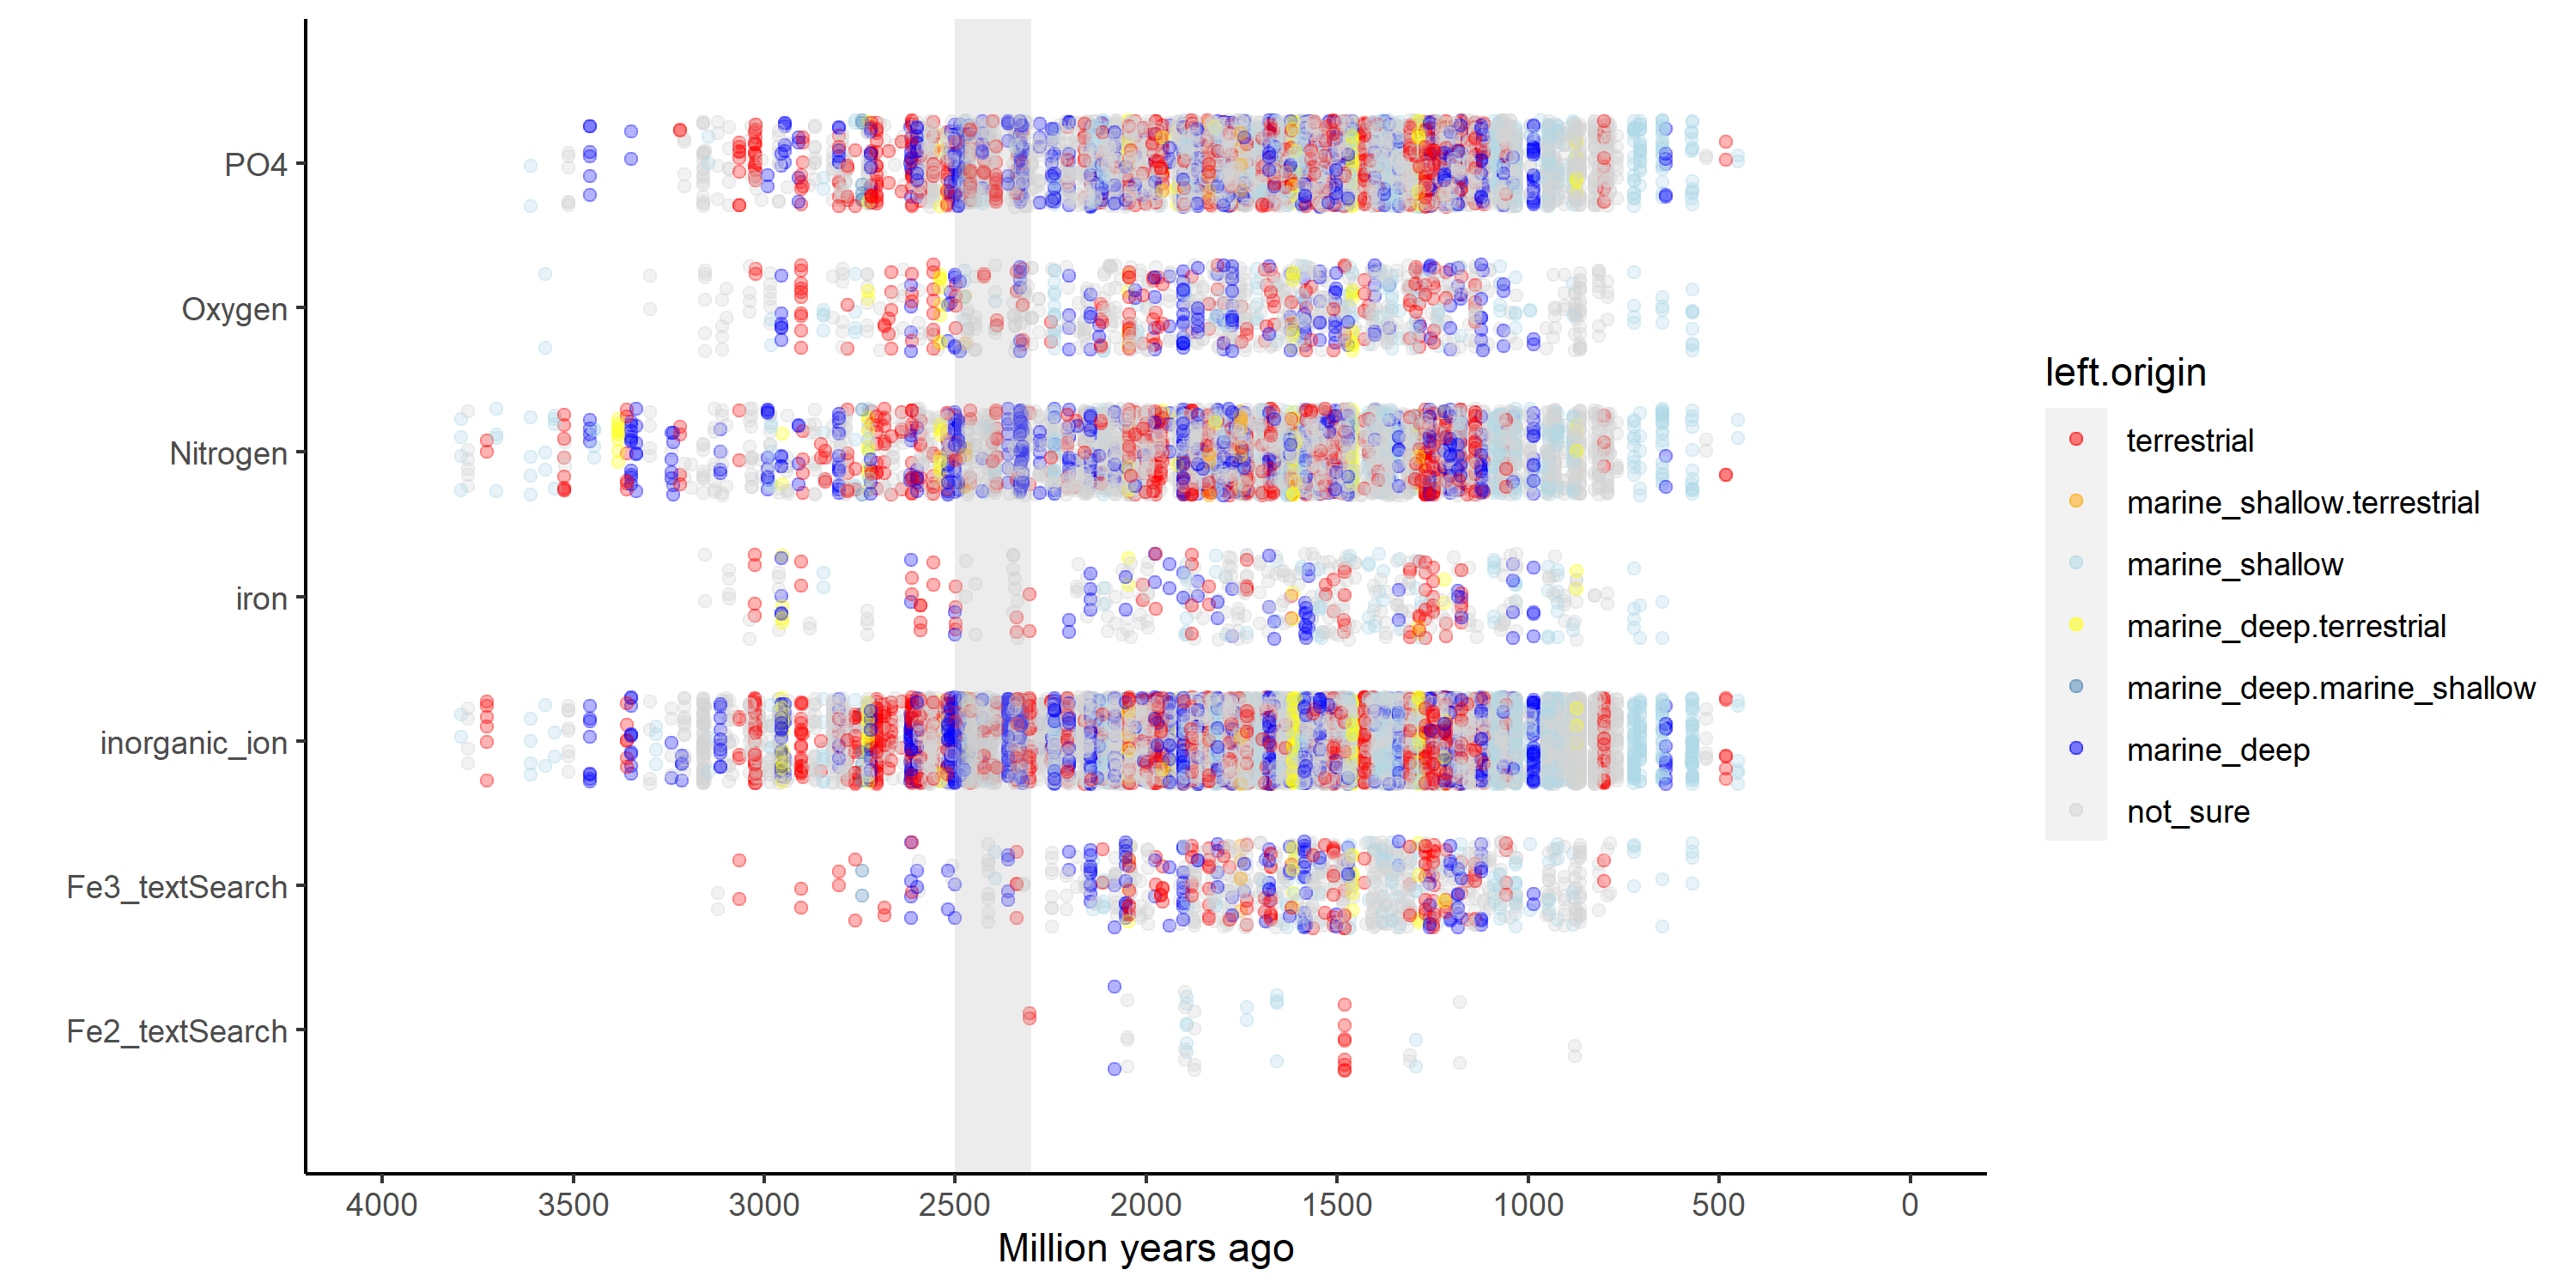 PO4
Oxygen
Nitrogen
iron
inorganic_ion
Fe3_textSearch
Fe2_textSearch
4000 3500 3000 2500 2000 1500 1000 500 0
Million years ago
left.origin
terrestrial
marine_shallow.terrestrial
marine_shallow
marine_deep.terrestrial
marine_deep.marine_shallow
marine_deep
not_sure